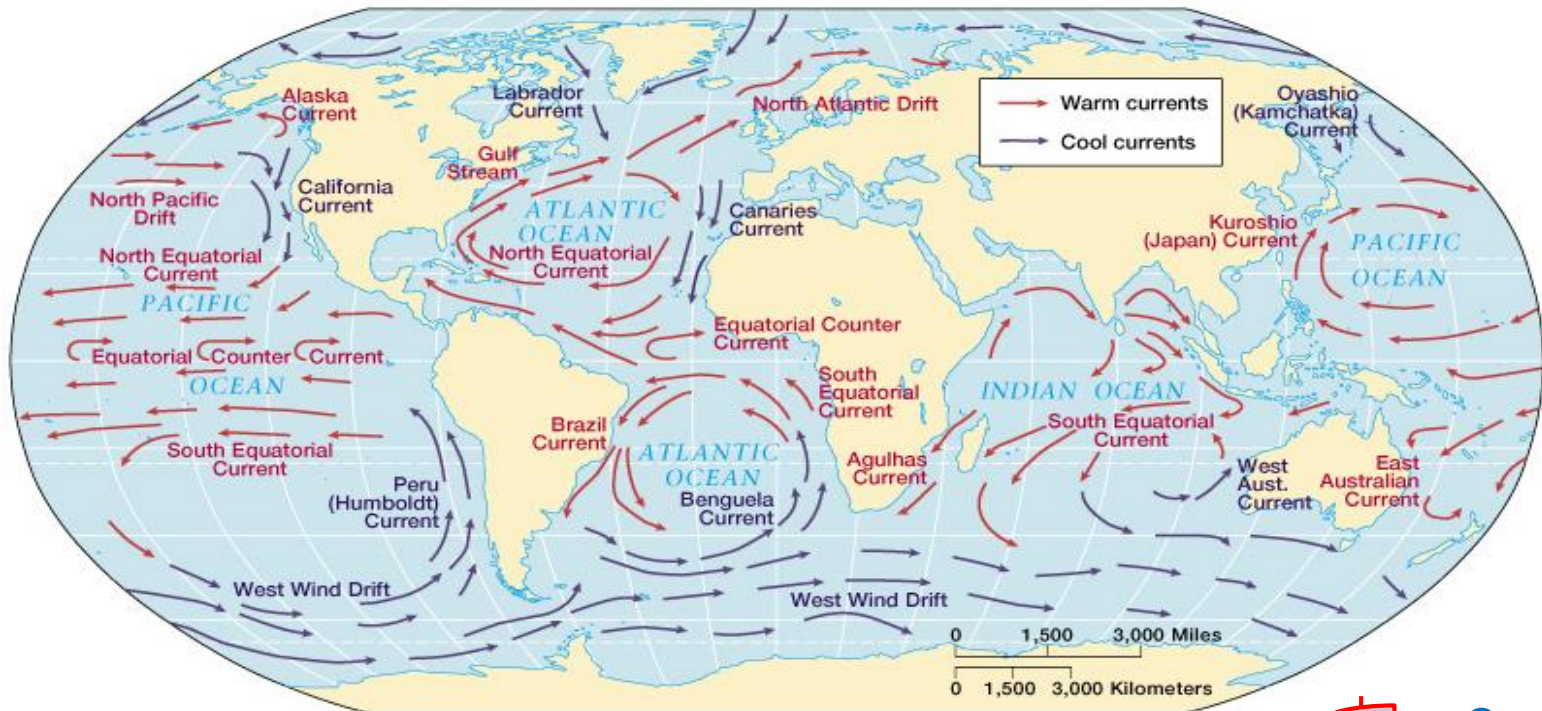 Alaska
Current
Labrador
Current
North Atlantic Drift
Warm currents
Cool currents
Oyashio
(Kamchatka)
Current
Gulf
Stream
North Pacific
Drift
California
Current
ATLANTIC
OCEAN
Canaries
Current
Kuroshio
(Japan) Current
PACIFIC
OCEAN
North Equatorial
Current
North Equatorial
Current
PACIFIC
OCEAN
Equatorial Counter Current
Equatorial Counter
Current
South
Equatorial
Current
INDIAN OCEAN
South Equatorial
Current
South Equatorial
Current
Brazil
Current
ATLANTIC
OCEAN
Agulhas
Current
West
Aust.
Current
East
Australian
Current
Peru
(Humboldt)
Current
Benguela
Current
West Wind Drift
West Wind Drift
0 1,500 3,000 Miles
0 1,500 3,000 Kilometers